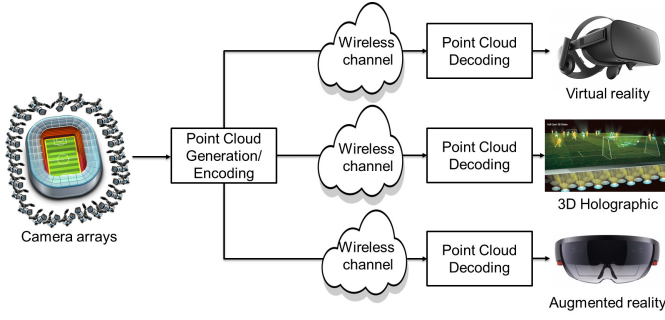 Wireless
channel
Point Cloud
Decoding
Virtual reality
Camera arrays
Point Cloud
Generation/
Encoding
Wireless
channel
Point Cloud
Decoding
3D Holographic
Wireless
channel
Point Cloud
Decoding
Augmented reality